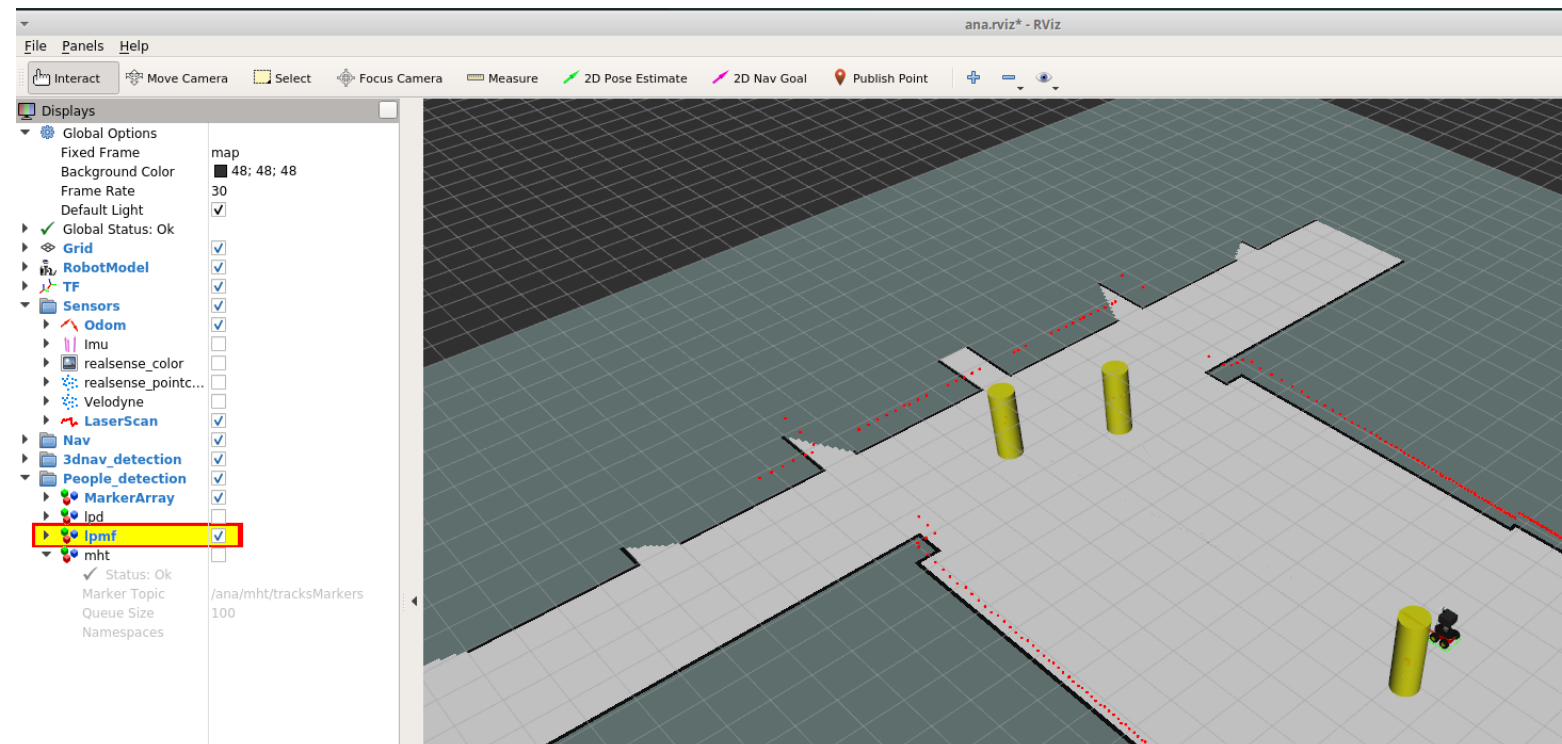 ana.rviz* - RViz
File Panels Help
Interact Move Camera Select Focus Camera Measure 2D Pose Estimate 2D Nav Goal Publish Point
Displays
Global Options
Fixed Frame map
Background Color 48; 48; 48
Frame Rate 30
Default Light
Global Status: Ok
Grid
RobotModel
TF
Sensors
Odom
Imu
realsense_color
realsense_pointc...
Velodyne
LaserScan
Nav
3dnav_detection
People_detection
MarkerArray
lpd
lpmf
mht
Status: Ok
Marker Topic /ana/mht/tracksMarkers
Queue Size 100
Namespaces